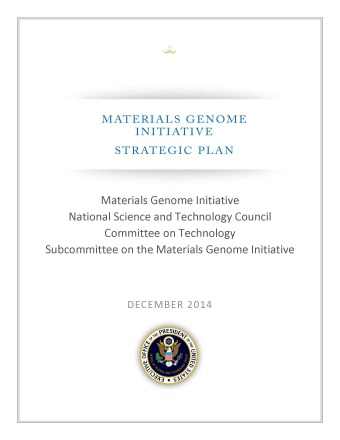 MATERIALS GENOME
INITIATIVE
STRATEGIC PLAN
Materials Genome Initiative
National Science and Technology Council
Committee on Technology
Subcommittee on the Materials Genome Initiative
DECEMBER 2014
EXECUTIVE OFFICE OF THE PRESIDENT OF THE UNITED STATES